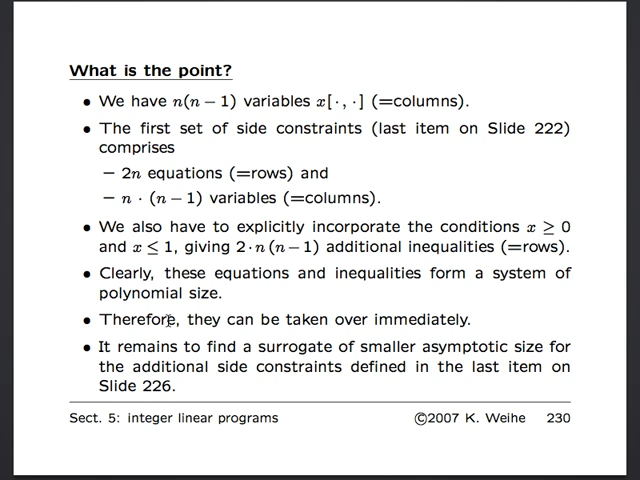 What is the point?
• We have n(n − 1) variables x[·, ·] (=columns).
• The first set of side constraints (last item on Slide 222)
comprises
− 2n equations (=rows) and
− n · (n − 1) variables (=columns).
• We also have to explicitly incorporate the conditions x ≥ 0
and x ≤ 1, giving 2·n (n−1) additional inequalities (=rows).
• Clearly, these equations and inequalities form a system of
polynomial size.
• Therefore, they can be taken over immediately.
• It remains to find a surrogate of smaller asymptotic size for
the additional side constraints defined in the last item on
Slide 226.
Sect. 5: integer linear programs ©2007 K. Weihe 230